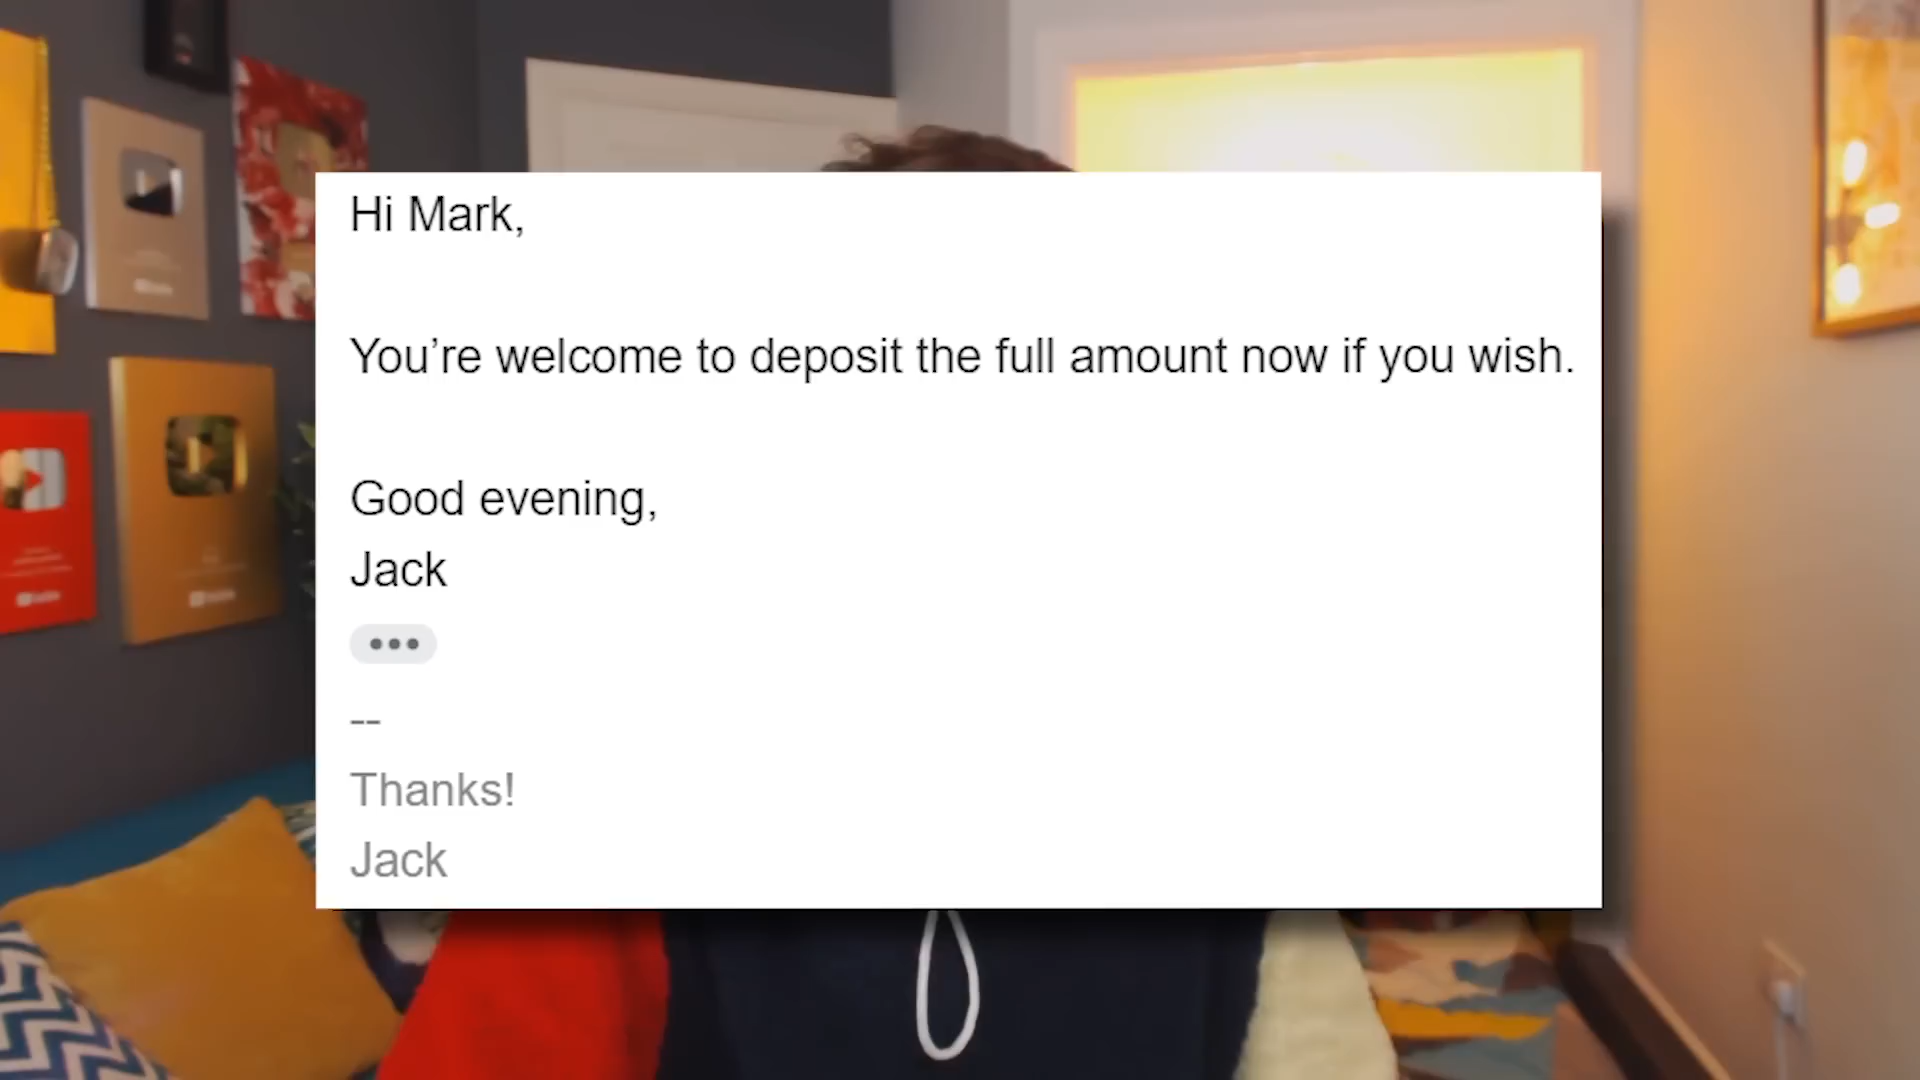 Hi Mark,
You’re welcome to deposit the full amount now if you wish.
Good evening,
Jack
--
Thanks!
Jack